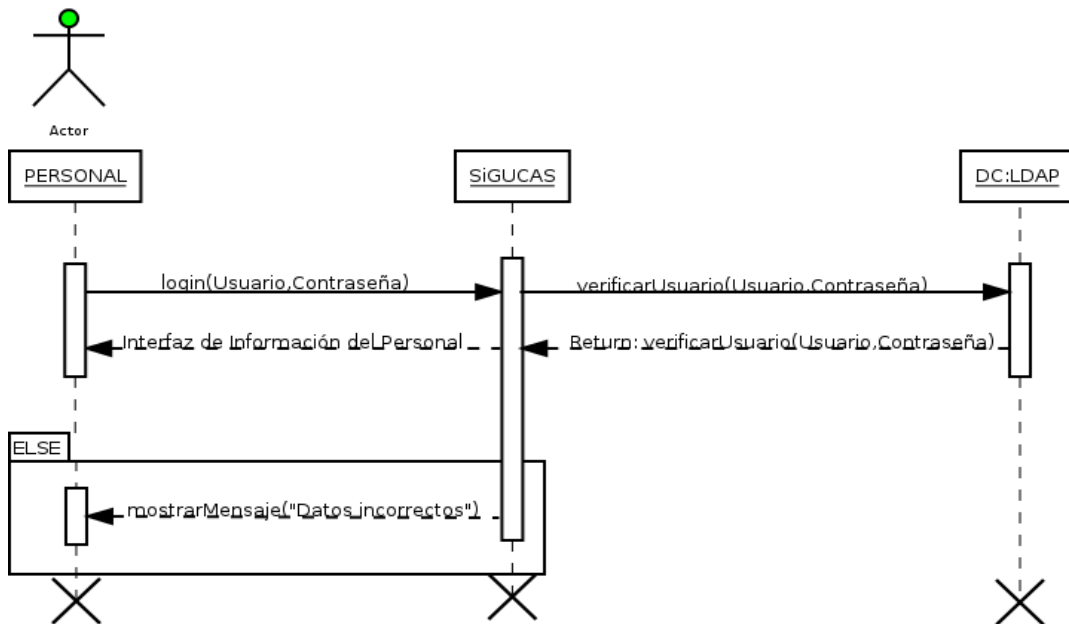 Actor
PERSONAL
SiGUCAS
DC:LDAP
login(Usuario,Contraseña)
verificarUsuario(Usuario,Contraseña)
Interfaz de Información del Personal
Return: verificarUsuario(Usuario,Contraseña)
ELSE
mostrarMensaje("Datos incorrectos")